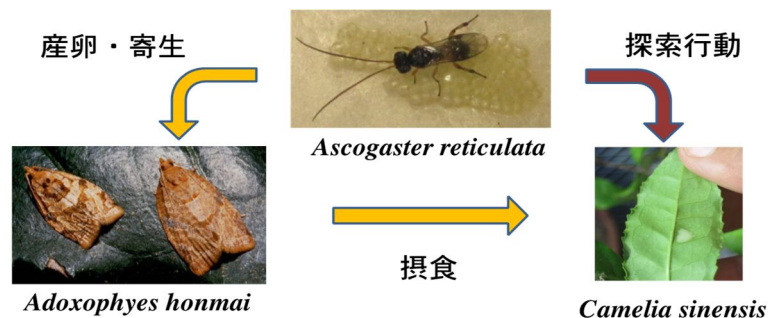 産卵・寄生
探索行動
Ascogaster reticulata
摂食
Adoxophyes honmai
Camelia sinensis